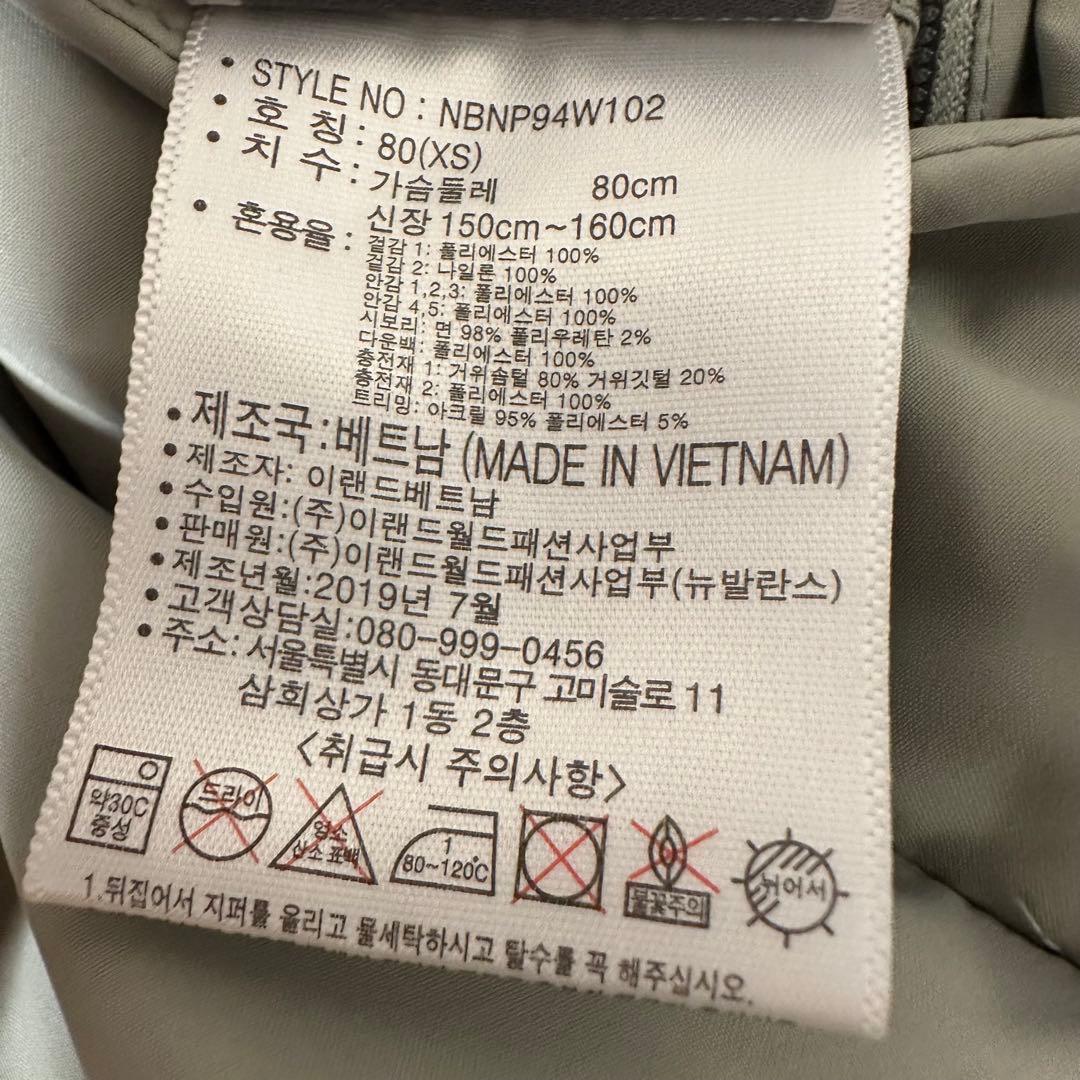 • STYLE NO : NBNP94W102
• 호 칭 : 80(XS)
• 치 수 : 가슴둘레 80cm
신장 150cm~160cm
• 혼용율 : 겉감 1: 폴리에스터 100%
겉감 2: 나일론 100%
안감 1,2,3: 폴리에스터 100%
안감 4,5: 폴리에스터 100%
시보리: 면 98% 폴리우레탄 2%
다운백: 폴리에스터 100%
충전재 1: 거위솜털 80% 거위깃털 20%
충전재 2: 폴리에스터 100%
트리밍: 아크릴 95% 폴리에스터 5%
• 제조국:베트남 (MADE IN VIETNAM)
• 제조자: 이랜드베트남
• 수입원:(주)이랜드월드패션사업부
• 판매원:(주)이랜드월드패션사업부(뉴발란스)
• 제조년월:2019년 7월
• 고객상담실:080-999-0456
• 주소: 서울특별시 동대문구 고미술로 11
삼희상가 1동 2층
<취급시 주의사항>
약30C 중성
드라이
염소 산소 표백
1 80~120℃
불꽃주의
뉘어서
1.뒤집어서 지퍼를 올리고 물세탁하시고 탈수를 꼭 해주십시오.